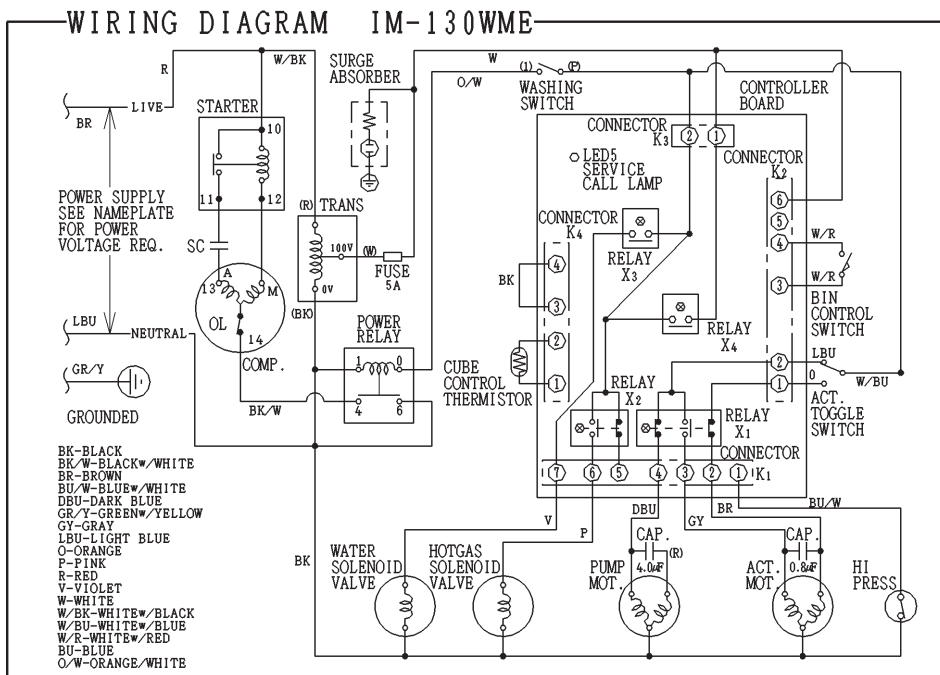 WIRING DIAGRAM IM-130WME
R
W/BK
SURGE
ABSORBER
W
O/W
(1)
(P)
WASHING
SWITCH
CONTROLLER
BOARD
LIVE
BR
STARTER
10
11
12
CONNECTOR
K3
2
1
LED5
SERVICE
CALL LAMP
CONNECTOR
K2
6
5
4
3
2
1
POWER SUPPLY
SEE NAMEPLATE
FOR POWER
VOLTAGE REQ.
(R)
TRANS
100V
(W)
FUSE
5A
0V
(BK)
CONNECTOR
K4
4
3
2
1
BK
RELAY
X3
RELAY
X4
W/R
W/R
BIN
CONTROL
SWITCH
SC
A
13
M
OL
14
COMP.
LBU
NEUTRAL
GR/Y
GROUNDED
POWER
RELAY
1
0
4
6
BK/W
CUBE
CONTROL
THERMISTOR
RELAY
X2
RELAY
X1
LBU
0
W/BU
ACT.
TOGGLE
SWITCH
CONNECTOR
K1
7
6
5
4
3
2
1
BK-BLACK
BK/W-BLACKw/WHITE
BR-BROWN
BU/W-BLUEw/WHITE
DBU-DARK BLUE
GR/Y-GREENw/YELLOW
GY-GRAY
LBU-LIGHT BLUE
O-ORANGE
P-PINK
R-RED
V-VIOLET
W-WHITE
W/BK-WHITEw/BLACK
W/BU-WHITEw/BLUE
W/R-WHITEw/RED
BU-BLUE
O/W-ORANGE/WHITE
V
P
DBU
GY
BR
BU/W
BK
WATER
SOLENOID
VALVE
HOTGAS
SOLENOID
VALVE
PUMP
MOT.
CAP.
(R)
4.0uF
ACT.
MOT.
CAP.
0.8uF
HI
PRESS